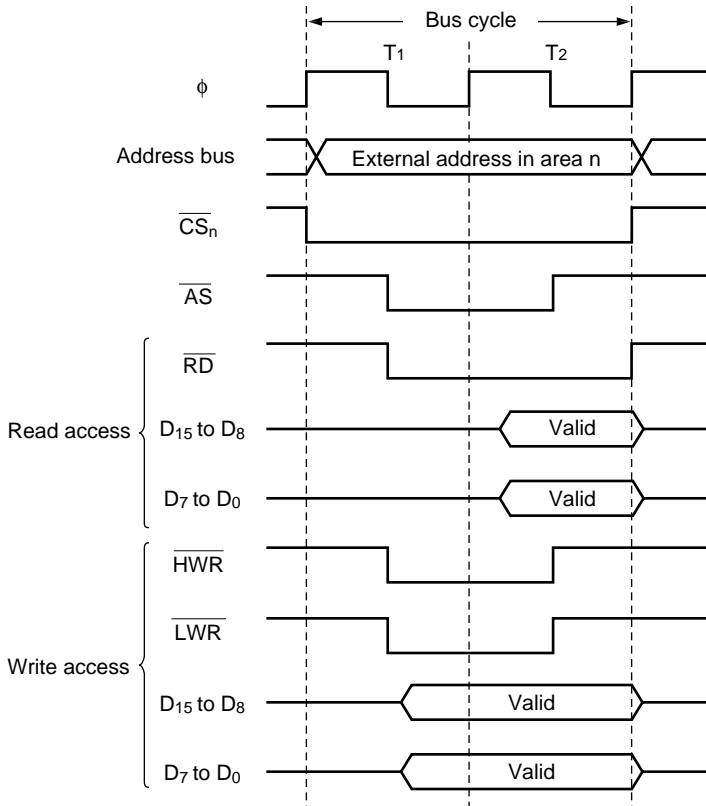 Bus cycle
T1 T2
ϕ
Address bus External address in area n
CSn
AS
RD
Read access
D15 to D8 Valid
D7 to D0 Valid
HWR
LWR
Write access
D15 to D8 Valid
D7 to D0 Valid